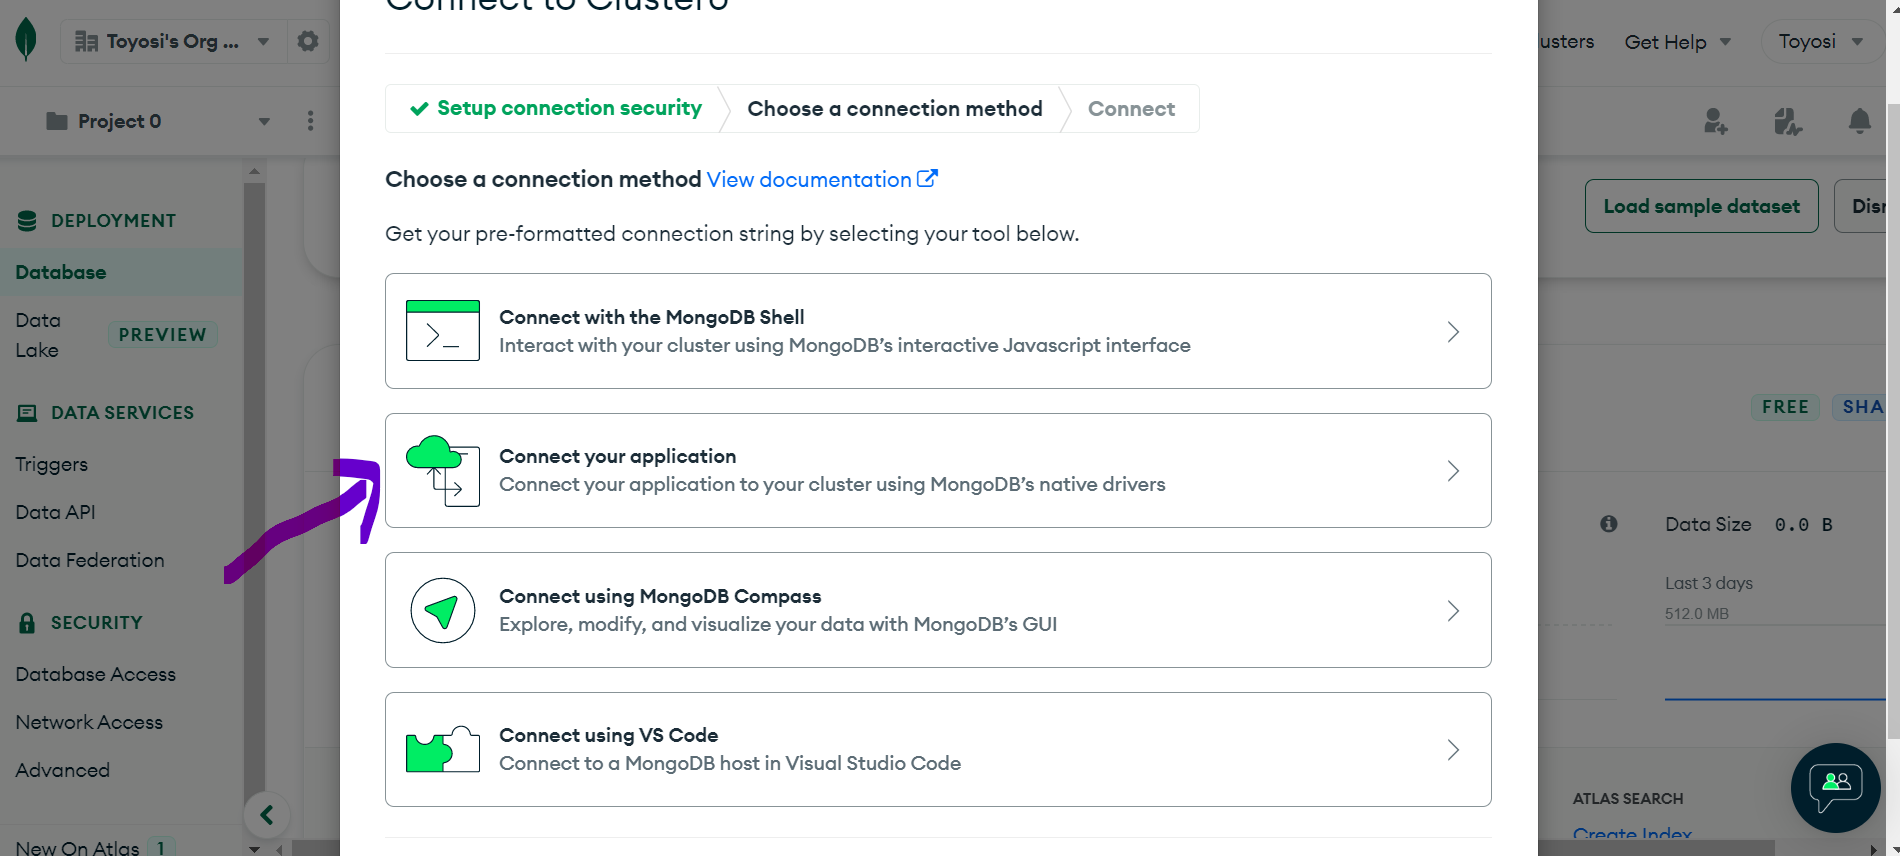 Connect to Cluster0
Toyosi's Org ...
Clusters
Get Help
Toyosi
Project 0
Setup connection security
Choose a connection method
Connect
Choose a connection method View documentation
Load sample dataset
DEPLOYMENT
Database
Data Lake
PREVIEW
Get your pre-formatted connection string by selecting your tool below.
Connect with the MongoDB Shell
Interact with your cluster using MongoDB’s interactive Javascript interface
DATA SERVICES
FREE
SHA
Triggers
Data API
Data Federation
Connect your application
Connect your application to your cluster using MongoDB’s native drivers
Data Size 0.0 B
Last 3 days
512.0 MB
SECURITY
Database Access
Network Access
Advanced
Connect using MongoDB Compass
Explore, modify, and visualize your data with MongoDB’s GUI
Connect using VS Code
Connect to a MongoDB host in Visual Studio Code
ATLAS SEARCH
Create Index
New On Atlas 1